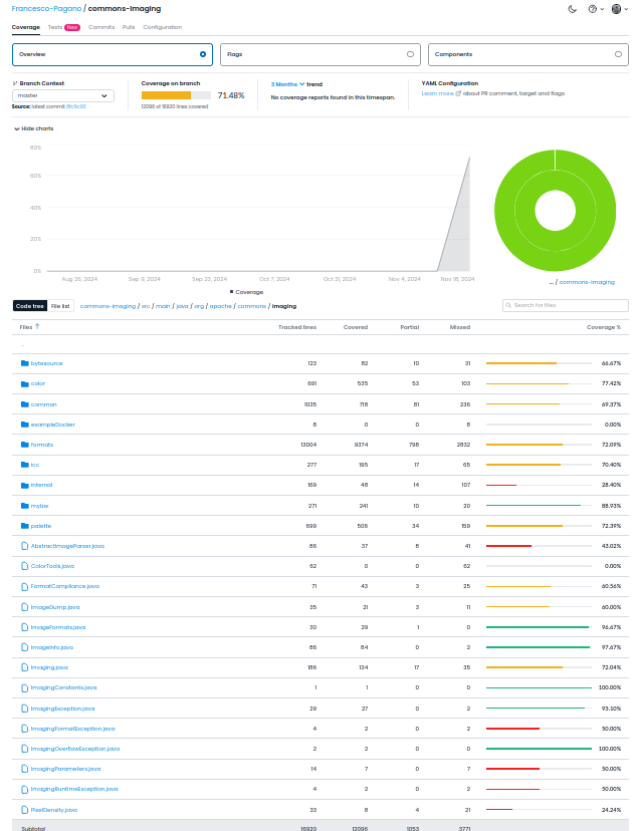 Francesco-Pagano / commons-imaging
Coverage Tests New Commits Pulls Configuration
Overview Flags Components
Branch Context Coverage on branch 3 Months trend YAML Configuration
master 71.48% No coverage reports found in this timespan. Learn more about PR comment, target and flags
Source: latest commit 12096 of 16920 lines covered
Hide charts
80%
60%
40%
20%
0%
Aug 26, 2024 Sep 9, 2024 Sep 23, 2024 Oct 7, 2024 Oct 21, 2024 Nov 4, 2024 Nov 18, 2024
Coverage
... / commons-imaging
Code tree File list commons-imaging / src / main / java / org / apache / commons / imaging Search for files
Files Tracked lines Covered Partial Missed Coverage %
..
bytesource 123 82 10 31 66.67%
color 691 535 53 103 77.42%
common 1035 718 81 236 69.37%
exampleDocker 8 0 0 8 0.00%
formats 13004 9374 798 2832 72.09%
icc 277 195 17 65 70.40%
internal 169 48 14 107 28.40%
mylzw 271 241 10 20 88.93%
palette 699 506 34 159 72.39%
AbstractImageParser.java 86 37 8 41 43.02%
ColorTools.java 62 0 0 62 0.00%
FormatCompliance.java 71 43 3 25 60.56%
ImageDump.java 35 21 3 11 60.00%
ImageFormats.java 30 29 1 0 96.67%
ImageInfo.java 86 84 0 2 97.67%
Imaging.java 186 134 17 35 72.04%
ImagingConstants.java 1 1 0 0 100.00%
ImagingException.java 29 27 0 2 93.10%
ImagingFormatException.java 4 2 0 2 50.00%
ImagingOverflowException.java 2 2 0 0 100.00%
ImagingParameters.java 14 7 0 7 50.00%
ImagingRuntimeException.java 4 2 0 2 50.00%
PixelDensity.java 33 8 4 21 24.24%
Subtotal 16920 12096 1053 3771